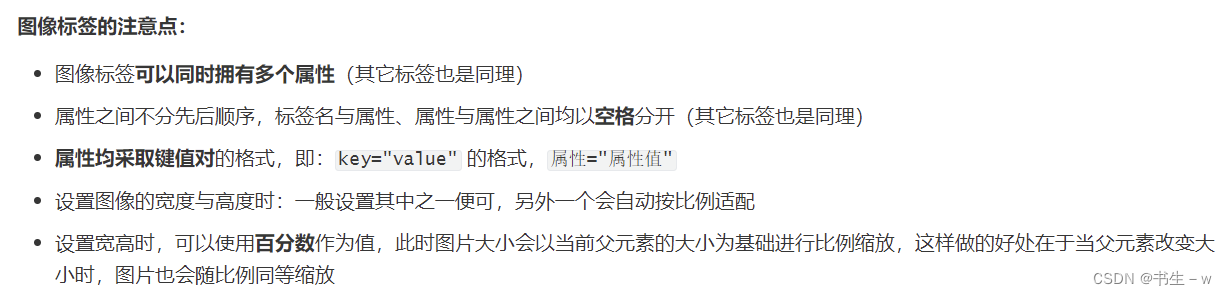 图像标签的注意点：
图像标签可以同时拥有多个属性（其它标签也是同理）
属性之间不分先后顺序，标签名与属性、属性与属性之间均以空格分开（其它标签也是同理）
属性均采取键值对的格式，即：key="value" 的格式，属性="属性值"
设置图像的宽度与高度时：一般设置其中之一便可，另外一个会自动按比例适配
设置宽高时，可以使用百分数作为值，此时图片大小会以当前父元素的大小为基础进行比例缩放，这样做的好处在于当父元素改变大
小时，图片也会随比例同等缩放
CSDN @书生－w